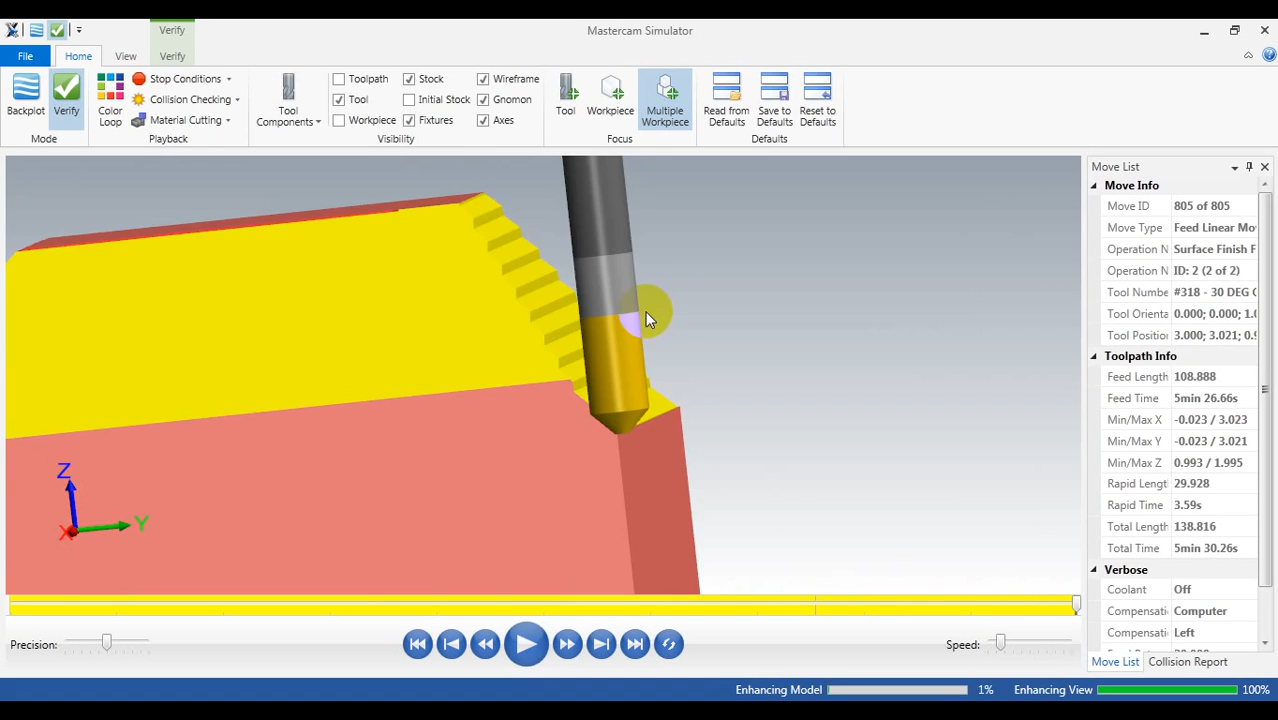 Verify
Mastercam Simulator
File
Home
View
Verify
Backplot
Verify
Mode
Color
Loop
Stop Conditions
Collision Checking
Material Cutting
Playback
Tool
Components
Toolpath
Tool
Workpiece
Stock
Initial Stock
Fixtures
Wireframe
Gnomon
Axes
Visibility
Tool
Workpiece
Multiple
Workpiece
Focus
Read from
Defaults
Save to
Defaults
Reset to
Defaults
Defaults
Move List
Move Info
Move ID 805 of 805
Move Type Feed Linear Mo
Operation N Surface Finish F
Operation N ID: 2 (2 of 2)
Tool Number #318 - 30 DEG
Tool Orienta 0.000; 0.000; 1.0
Tool Position 3.000; 3.021; 0.9
Toolpath Info
Feed Length 108.888
Feed Time 5min 26.66s
Min/Max X -0.023 / 3.023
Min/Max Y -0.023 / 3.021
Min/Max Z 0.993 / 1.995
Rapid Length 29.928
Rapid Time 3.59s
Total Length 138.816
Total Time 5min 30.26s
Verbose
Coolant Off
Compensati Computer
Compensati Left
Move List
Collision Report
Z
Y
X
Precision:
Speed:
Enhancing Model 1%
Enhancing View 100%